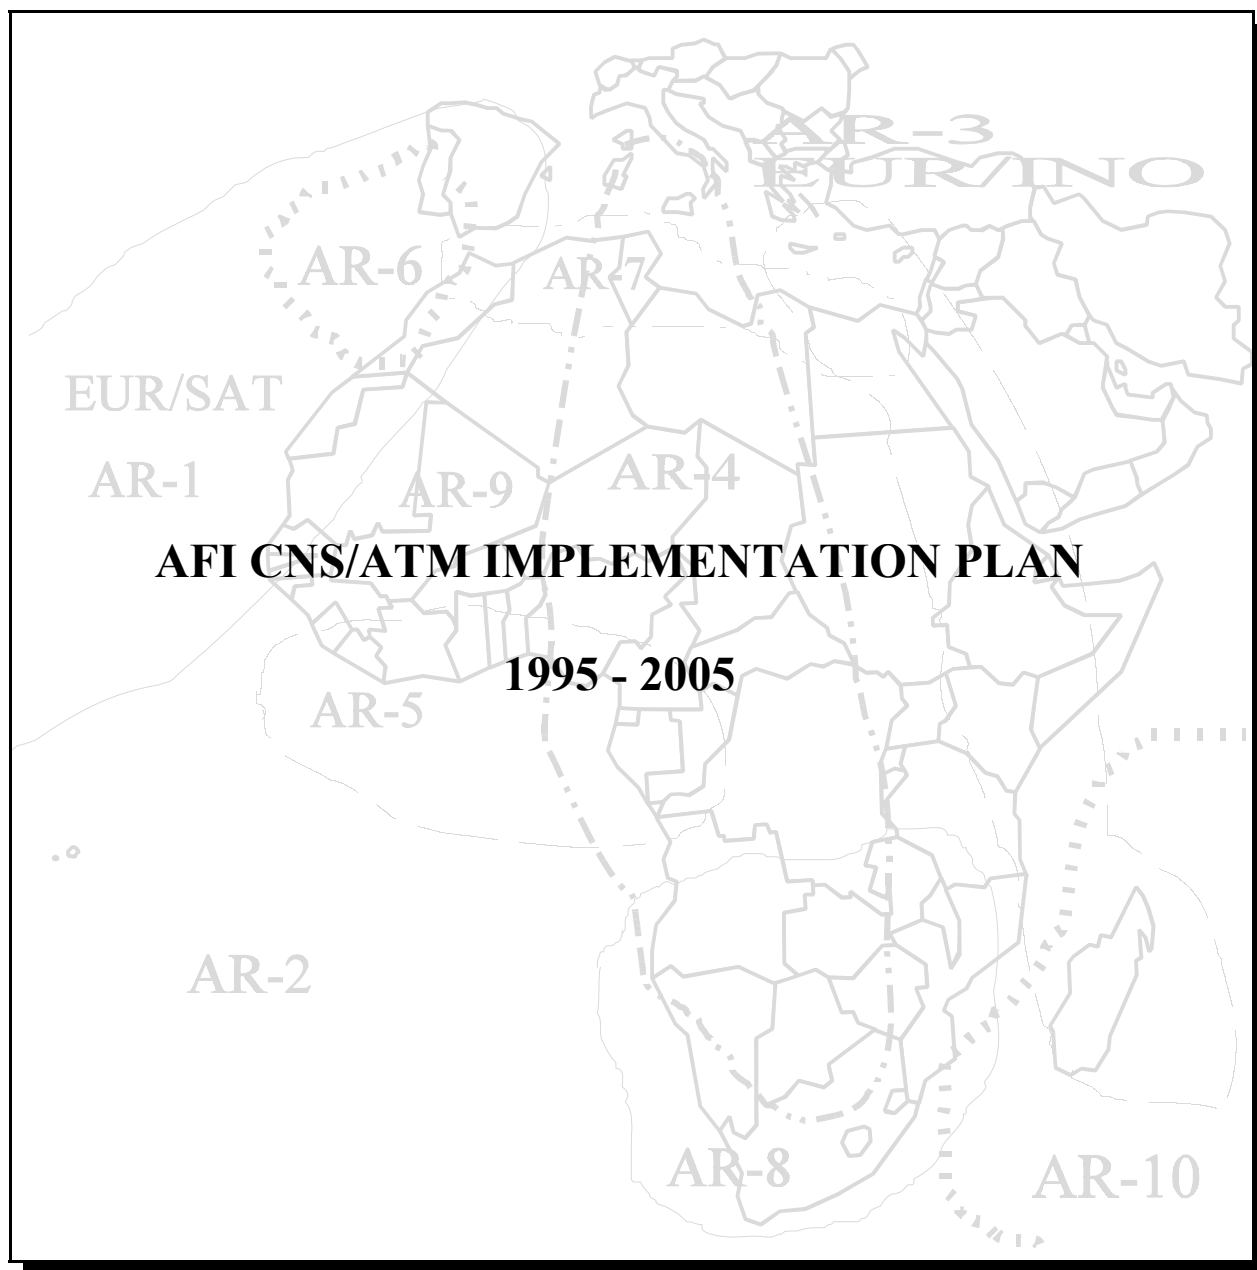 AR-3
EUR/INO
AR-6
AR-7
EUR/SAT
AR-1
AR-9
AR-4
AFI CNS/ATM IMPLEMENTATION PLAN
1995 - 2005
AR-5
AR-2
AR-8
AR-10